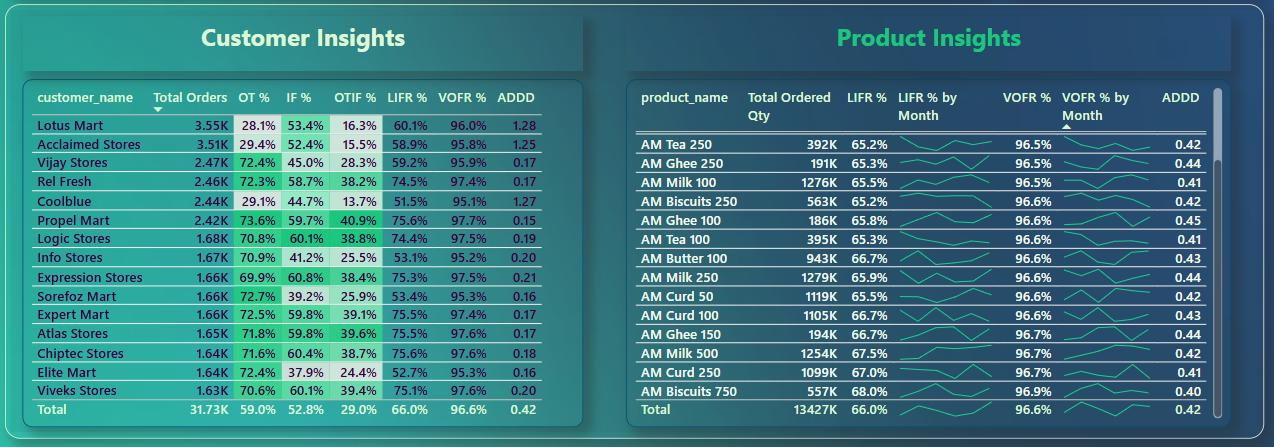 Customer Insights
customer_name Total Orders OT % IF % OTIF % LIFR % VOFR % ADDD
Lotus Mart 3.55K 28.1% 53.4% 16.3% 60.1% 96.0% 1.28
Acclaimed Stores 3.51K 29.4% 52.4% 15.5% 58.9% 95.8% 1.25
Vijay Stores 2.47K 72.4% 45.0% 28.3% 59.2% 95.9% 0.17
Rel Fresh 2.46K 72.3% 58.7% 38.2% 74.5% 97.4% 0.17
Coolblue 2.44K 29.1% 44.7% 13.7% 51.5% 95.1% 1.27
Propel Mart 2.42K 73.6% 59.7% 40.9% 75.6% 97.7% 0.15
Logic Stores 1.68K 70.8% 60.1% 38.8% 74.4% 97.5% 0.19
Info Stores 1.67K 70.9% 41.2% 25.5% 53.1% 95.2% 0.20
Expression Stores 1.66K 69.9% 60.8% 38.4% 75.3% 97.5% 0.21
Sorefoz Mart 1.66K 72.7% 39.2% 25.9% 53.4% 95.3% 0.16
Expert Mart 1.66K 72.5% 59.8% 39.1% 75.5% 97.4% 0.17
Atlas Stores 1.65K 71.8% 59.8% 39.6% 75.5% 97.6% 0.17
Chiptec Stores 1.64K 71.6% 60.4% 38.7% 75.6% 97.6% 0.18
Elite Mart 1.64K 72.4% 37.9% 24.4% 52.7% 95.3% 0.16
Viveks Stores 1.63K 70.6% 60.1% 39.4% 75.1% 97.6% 0.20
Total 31.73K 59.0% 52.8% 29.0% 66.0% 96.6% 0.42
Product Insights
product_name Total Ordered Qty LIFR % LIFR % by Month VOFR % VOFR % by Month ADDD
AM Tea 250 392K 65.2% 96.5% 0.42
AM Ghee 250 191K 65.3% 96.5% 0.44
AM Milk 100 1276K 65.5% 96.5% 0.41
AM Biscuits 250 563K 65.2% 96.6% 0.42
AM Ghee 100 186K 65.8% 96.6% 0.45
AM Tea 100 395K 65.3% 96.6% 0.41
AM Butter 100 943K 66.7% 96.6% 0.43
AM Milk 250 1279K 65.9% 96.6% 0.44
AM Curd 50 1119K 65.5% 96.6% 0.42
AM Curd 100 1105K 66.7% 96.6% 0.43
AM Ghee 150 194K 66.7% 96.7% 0.44
AM Milk 500 1254K 67.5% 96.7% 0.42
AM Curd 250 1099K 67.0% 96.7% 0.41
AM Biscuits 750 557K 68.0% 96.9% 0.40
Total 13427K 66.0% 96.6% 0.42